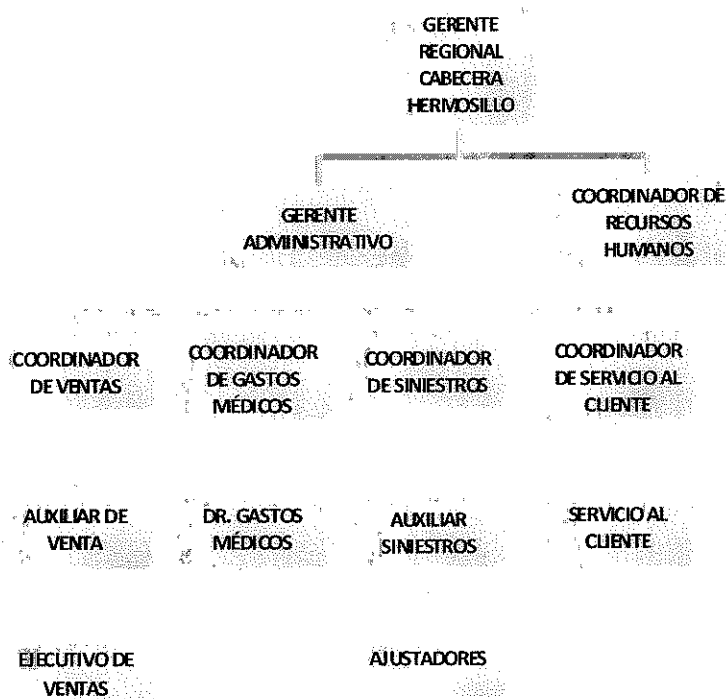 GERENTE
REGIONAL
CABECERA
HERMOSILLO
GERENTE
ADMINISTRATIVO
COORDINADOR DE
RECURSOS
HUMANOS
COORDINADOR
DE VENTAS
COORDINADOR
DE GASTOS
MÉDICOS
COORDINADOR
DE SINIESTROS
COORDINADOR
DE SERVICIO AL
CLIENTE
AUXILIAR DE
VENTA
DR. GASTOS
MÉDICOS
AUXILIAR
SINIESTROS
SERVICIO AL
CLIENTE
EJECUTIVO DE
VENTAS
AJUSTADORES